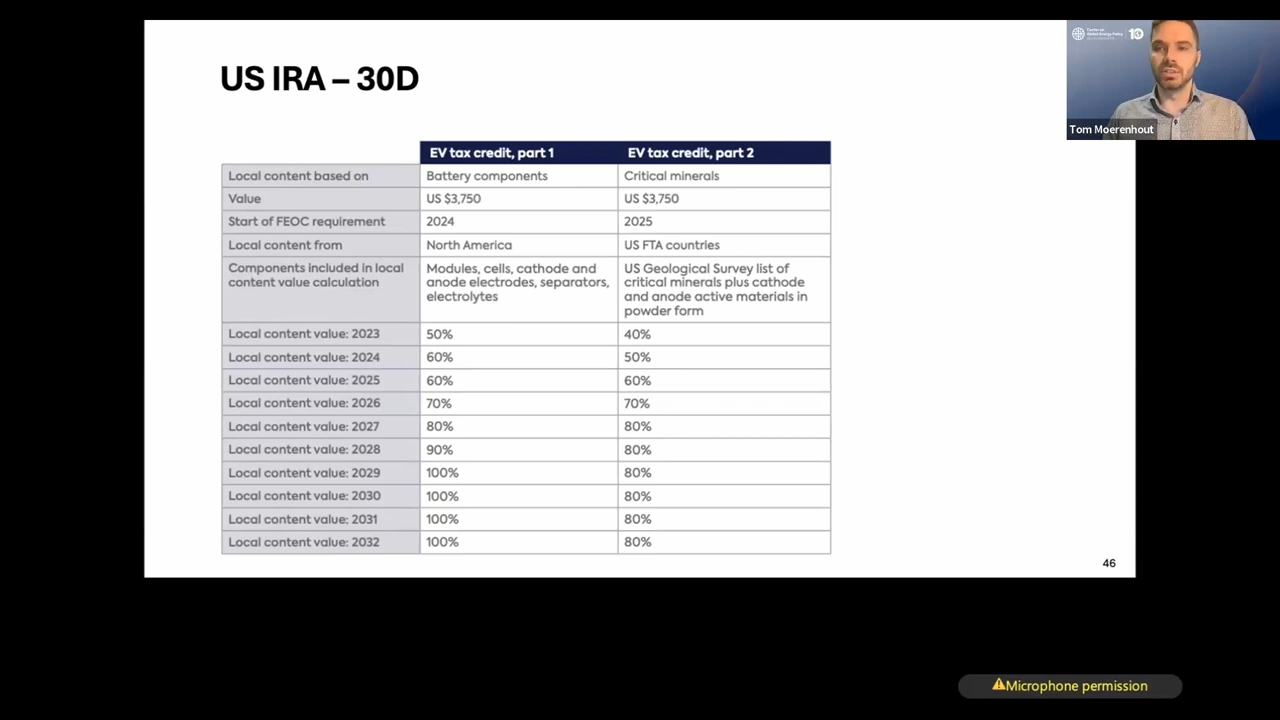 US IRA – 30D
EV tax credit, part 1 EV tax credit, part 2
Local content based on Battery components Critical minerals
Value US $3,750 US $3,750
Start of FEOC requirement 2024 2025
Local content from North America US FTA countries
Components included in local content value calculation Modules, cells, cathode and anode electrodes, separators, electrolytes US Geological Survey list of critical minerals plus cathode and anode active materials in powder form
Local content value: 2023 50% 40%
Local content value: 2024 60% 50%
Local content value: 2025 60% 60%
Local content value: 2026 70% 70%
Local content value: 2027 80% 80%
Local content value: 2028 90% 80%
Local content value: 2029 100% 80%
Local content value: 2030 100% 80%
Local content value: 2031 100% 80%
Local content value: 2032 100% 80%
46
Center on
Global Energy Policy
10
Tom Moerenhout
Microphone permission